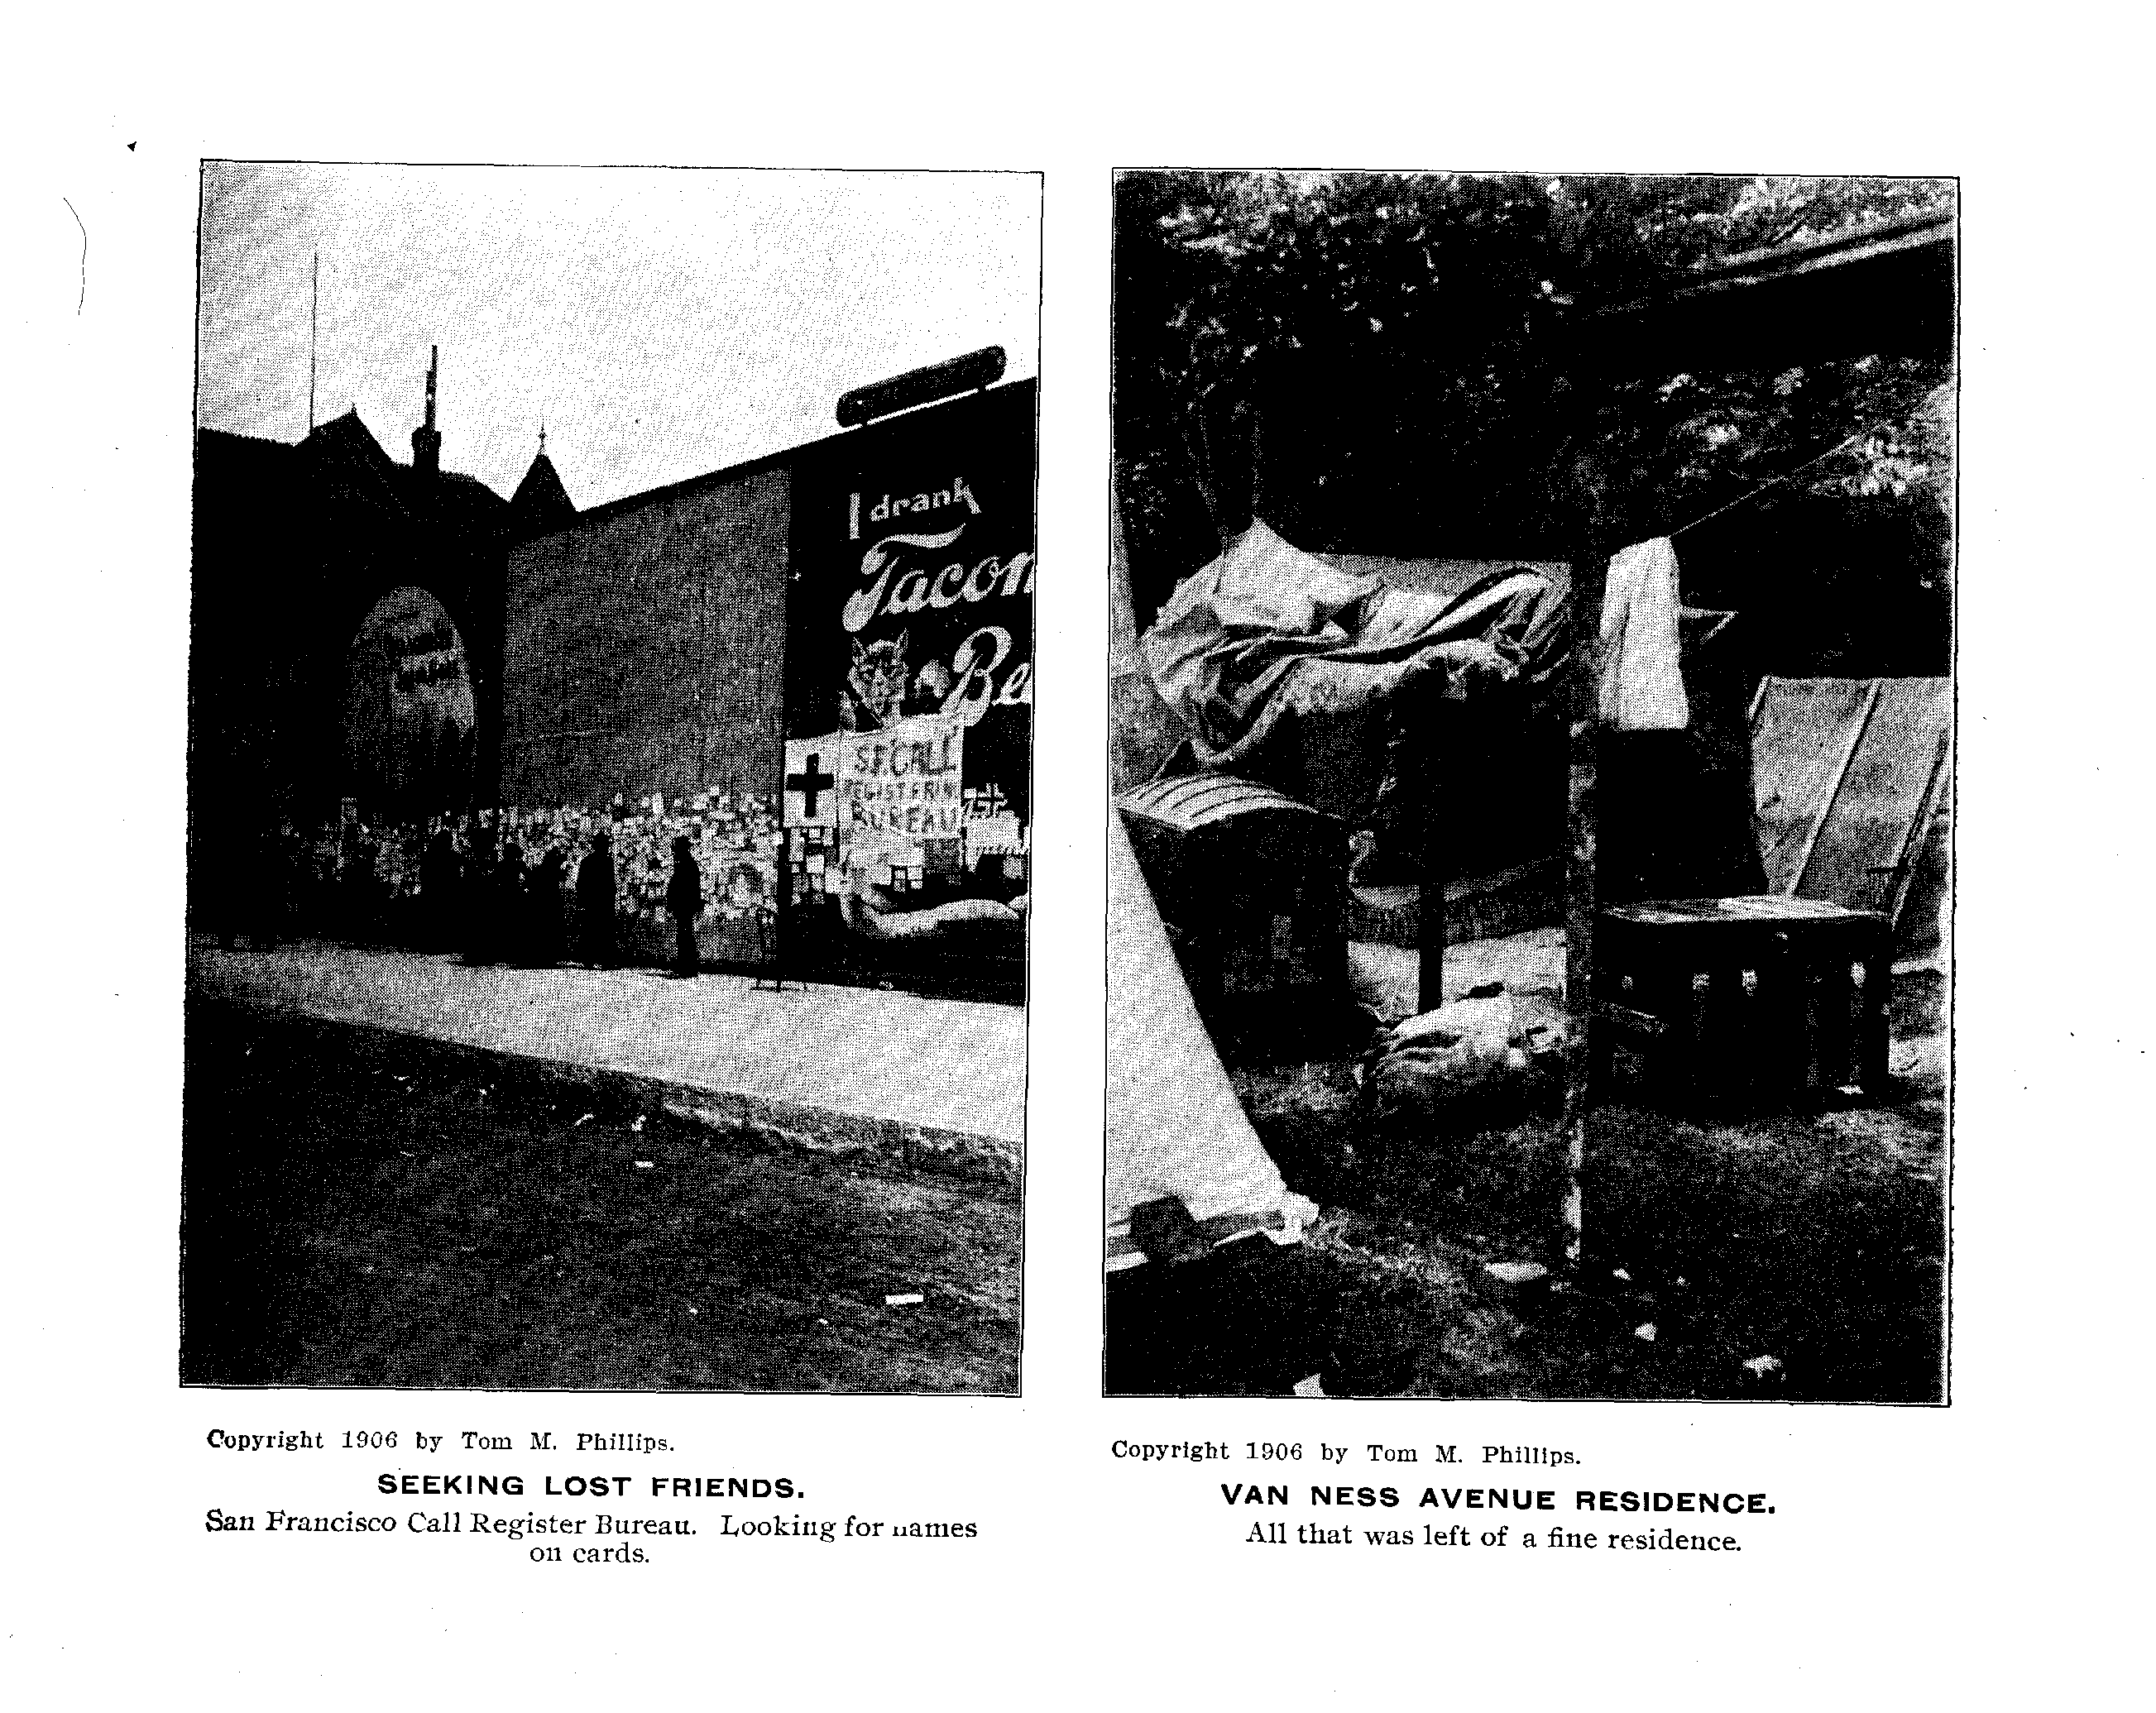 I drank
Tacom
Be
S.F. CALL
REGISTERIN
BUREAU
Copyright 1906 by Tom M. Phillips.
SEEKING LOST FRIENDS.
San Francisco Call Register Bureau. Looking for names
on cards.
Copyright 1906 by Tom M. Phillips.
VAN NESS AVENUE RESIDENCE.
All that was left of a fine residence.